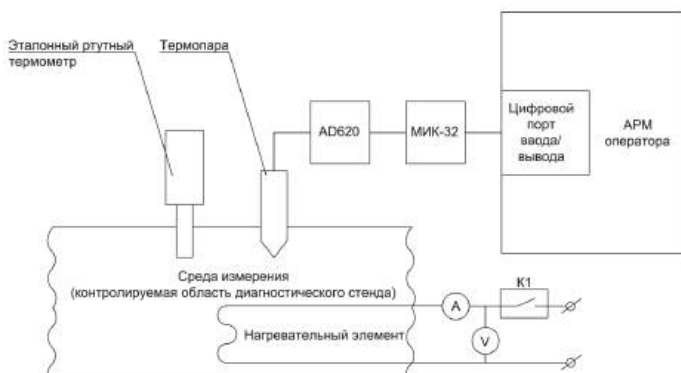 Эталонный ртутный
термометр
Термопара
AD620
МИК-32
Цифровой
порт
ввода/
вывода
АРМ
оператора
Среда измерения
(контролируемая область диагностического стенда)
К1
A
V
Нагревательный элемент